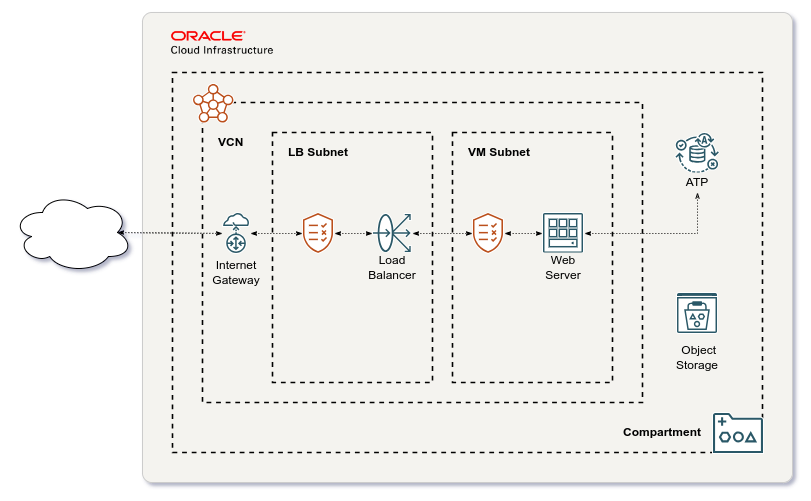 ORACLE
Cloud Infrastructure
VCN
LB Subnet
VM Subnet
A
ATP
Internet
Gateway
Load
Balancer
Web
Server
Object
Storage
Compartment